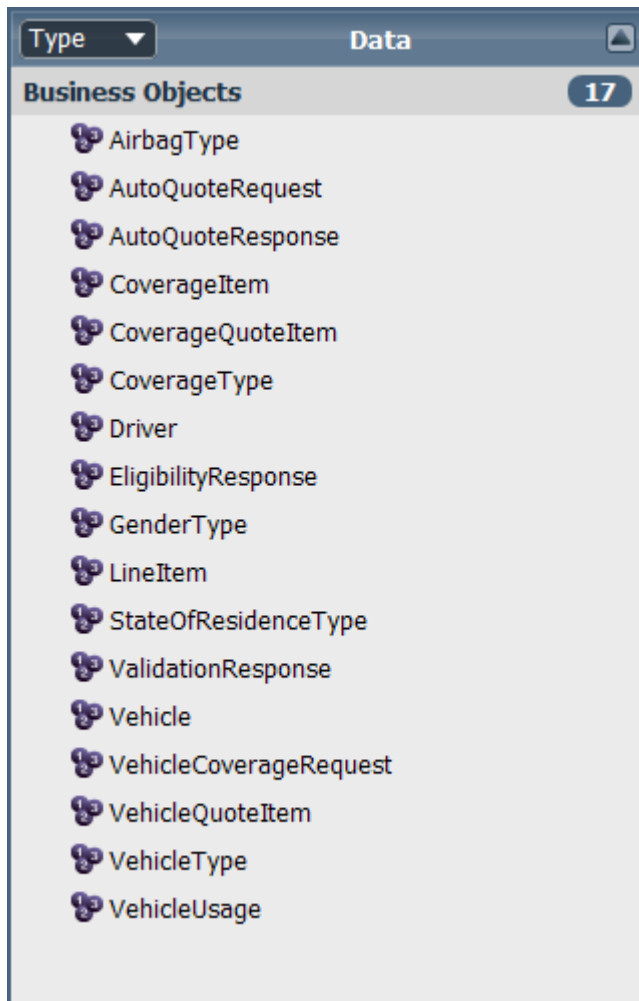 Type Data
Business Objects 17
AirbagType
AutoQuoteRequest
AutoQuoteResponse
CoverageItem
CoverageQuoteItem
CoverageType
Driver
EligibilityResponse
GenderType
LineItem
StateOfResidenceType
ValidationResponse
Vehicle
VehicleCoverageRequest
VehicleQuoteItem
VehicleType
VehicleUsage